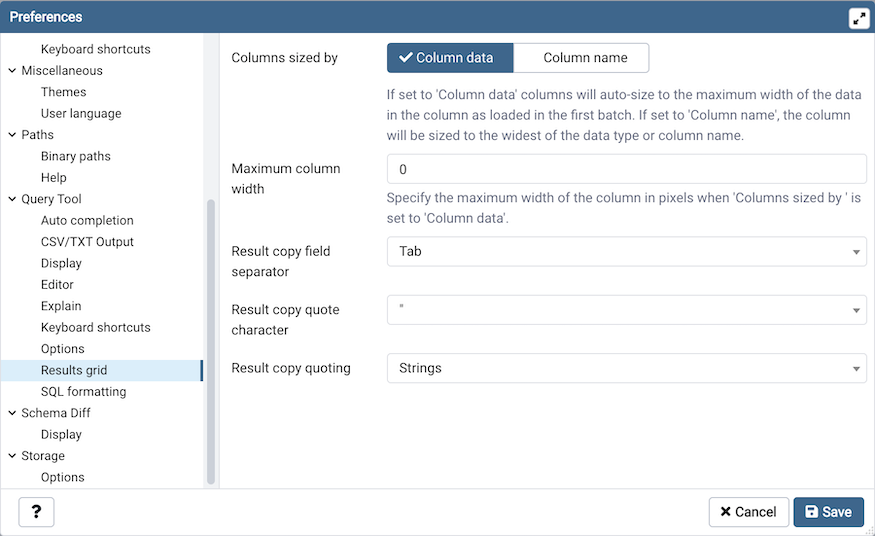 Preferences
Keyboard shortcuts
Miscellaneous
Themes
User language
Paths
Binary paths
Help
Query Tool
Auto completion
CSV/TXT Output
Display
Editor
Explain
Keyboard shortcuts
Options
Results grid
SQL formatting
Schema Diff
Display
Storage
Options
Columns sized by
Column data
Column name
If set to 'Column data' columns will auto-size to the maximum width of the data
in the column as loaded in the first batch. If set to 'Column name', the column
will be sized to the widest of the data type or column name.
Maximum column
width
0
Specify the maximum width of the column in pixels when 'Columns sized by ' is
set to 'Column data'.
Result copy field
separator
Tab
Result copy quote
character
"
Result copy quoting
Strings
?
Cancel
Save